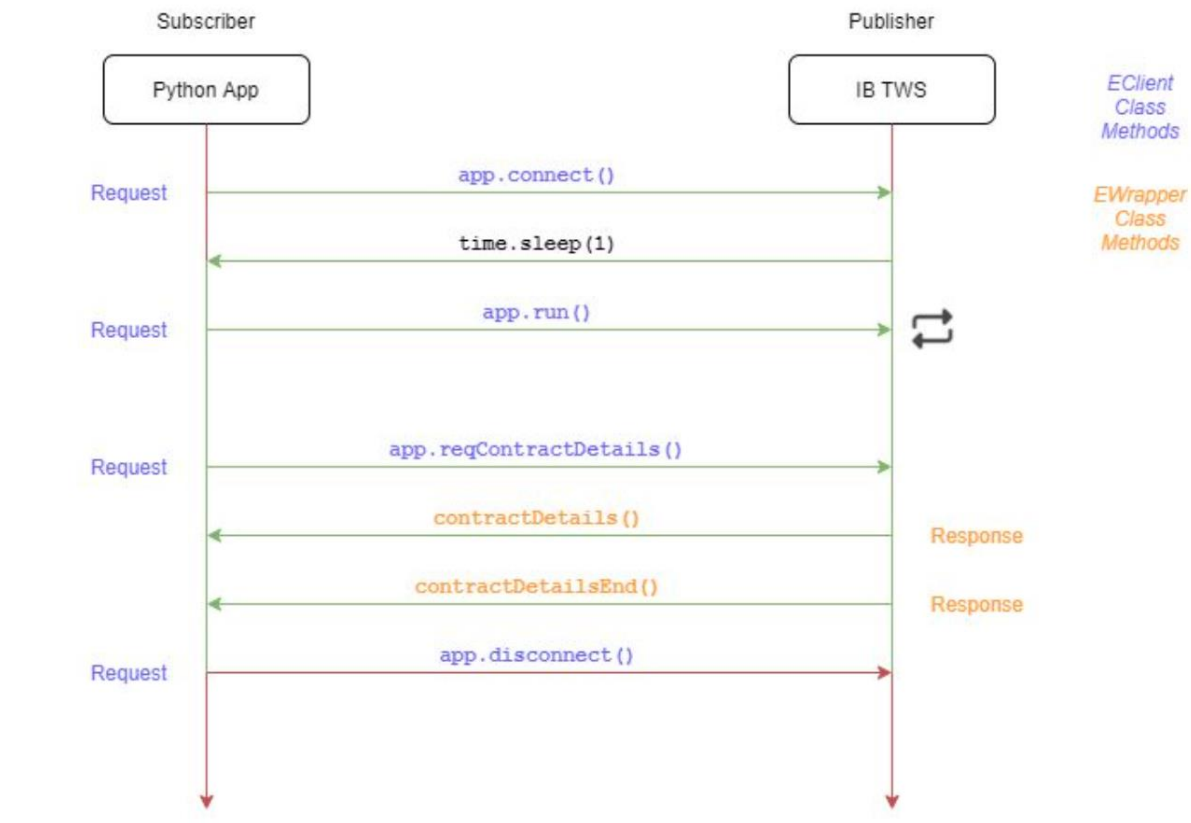 Subscriber
Publisher
Python App
IB TWS
EClient
Class
Methods
Request
app.connect()
EWrapper
Class
Methods
time.sleep(1)
Request
app.run()
Request
app.reqContractDetails()
contractDetails()
Response
contractDetailsEnd()
Response
Request
app.disconnect()